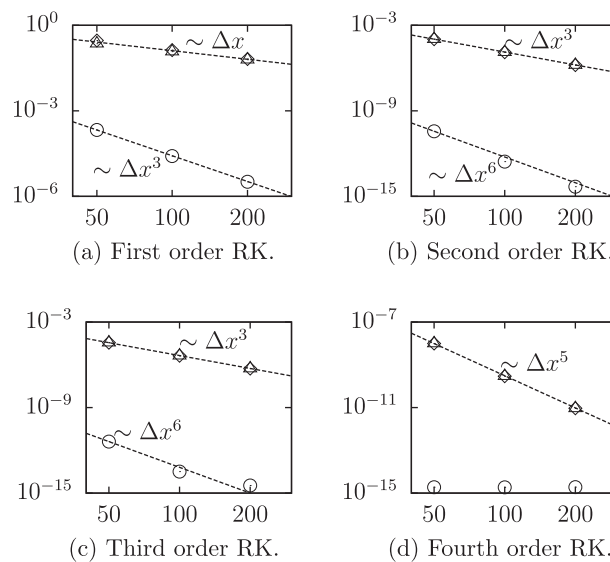 10^0
10^-3
10^-6
∼ Δx
∼ Δx^3
50 100 200
(a) First order RK.
10^-3
10^-9
10^-15
∼ Δx^3
∼ Δx^6
50 100 200
(b) Second order RK.
10^-3
10^-9
10^-15
∼ Δx^3
∼ Δx^6
50 100 200
(c) Third order RK.
10^-7
10^-11
10^-15
∼ Δx^5
50 100 200
(d) Fourth order RK.